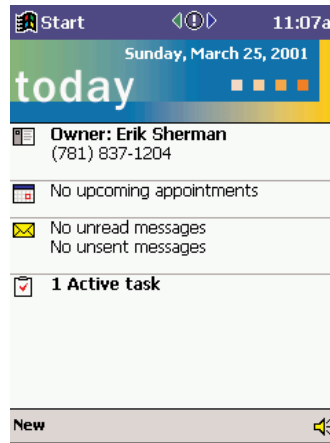 Start 11:07a
Sunday, March 25, 2001
today
Owner: Erik Sherman
(781) 837-1204
No upcoming appointments
No unread messages
No unsent messages
1 Active task
New